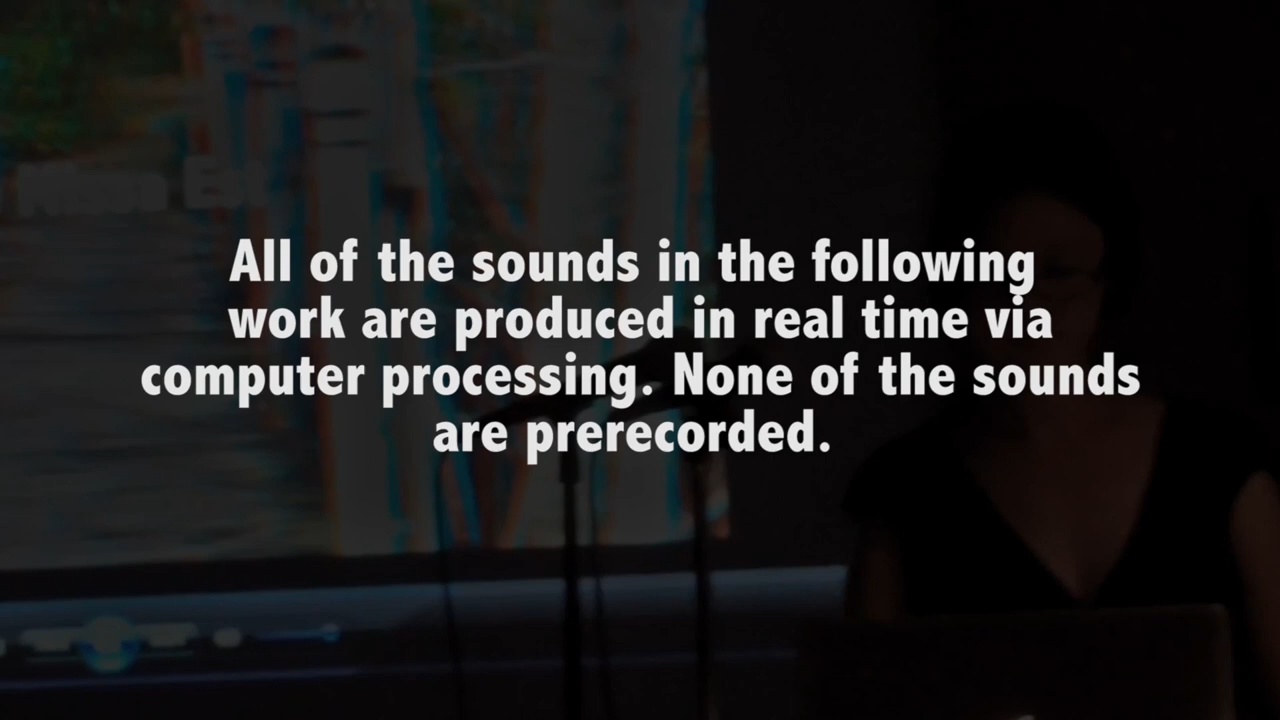 All of the sounds in the following
work are produced in real time via
computer processing. None of the sounds
are prerecorded.